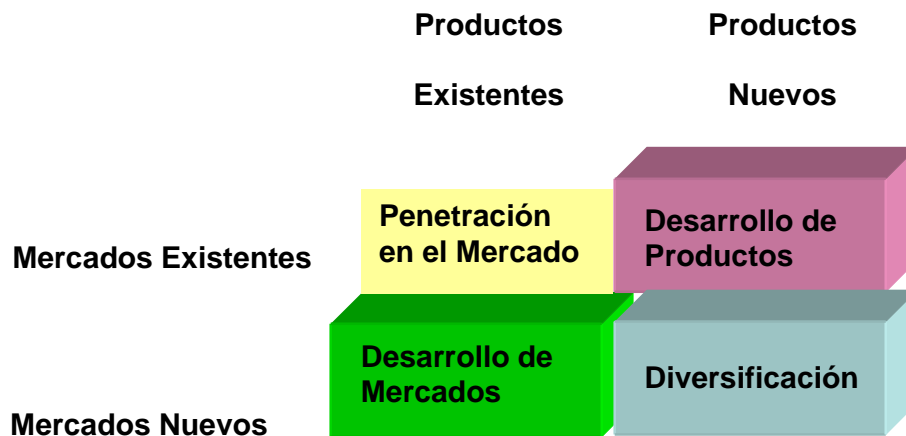 Productos Productos
Existentes Nuevos
Mercados Existentes
Penetración
en el Mercado
Desarrollo de
Productos
Mercados Nuevos
Desarrollo de
Mercados
Diversificación